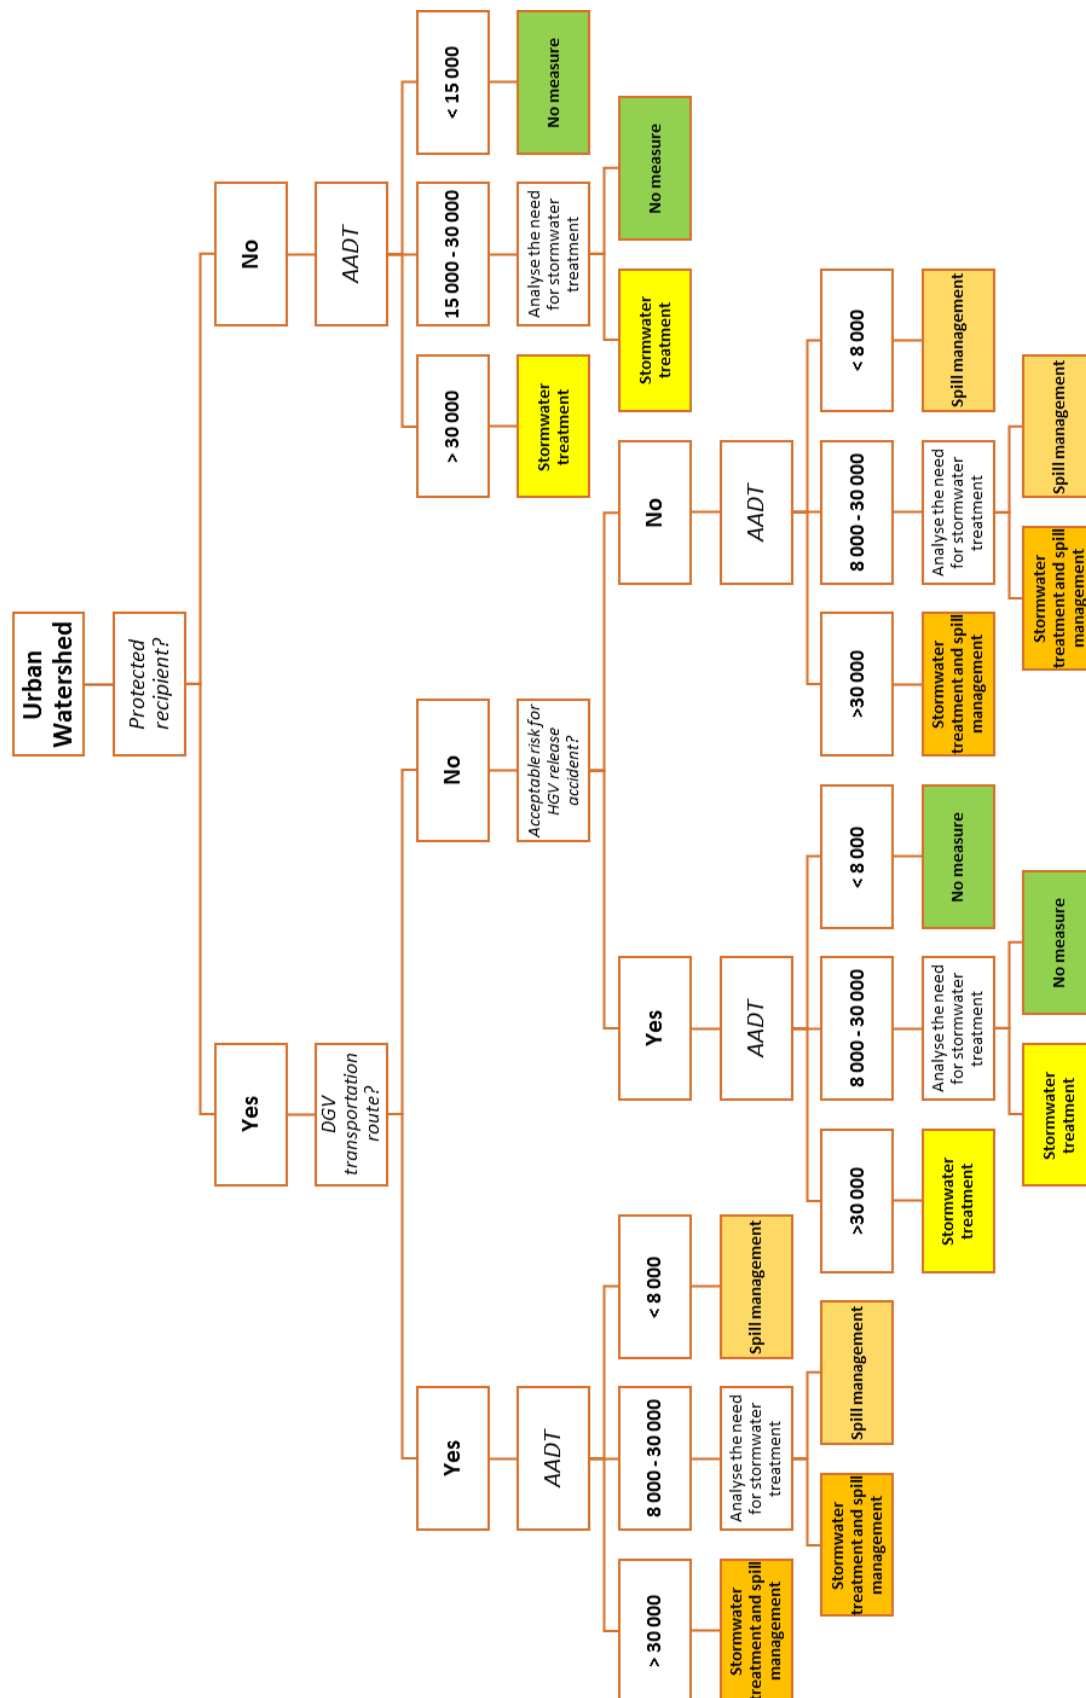 Urban
Watershed
Protected
recipient?
Yes
No
DGV
transportation
route?
AADT
Yes
No
> 30 000
15 000 - 30 000
< 15 000
AADT
Acceptable risk for
HGV release
accident?
Stormwater
treatment
Analyse the need
for stormwater
treatment
No measure
> 30 000
8 000 - 30 000
< 8 000
Yes
No
Stormwater
treatment
No measure
Stormwater
treatment and spill
management
Analyse the need
for stormwater
treatment
Spill management
AADT
AADT
Stormwater
treatment and spill
management
Spill management
>30 000
8 000 - 30 000
< 8 000
>30 000
8 000 - 30 000
< 8 000
Stormwater
treatment
Analyse the need
for stormwater
treatment
No measure
Stormwater
treatment and spill
management
Analyse the need
for stormwater
treatment
Spill management
Stormwater
treatment
No measure
Stormwater
treatment and spill
management
Spill management